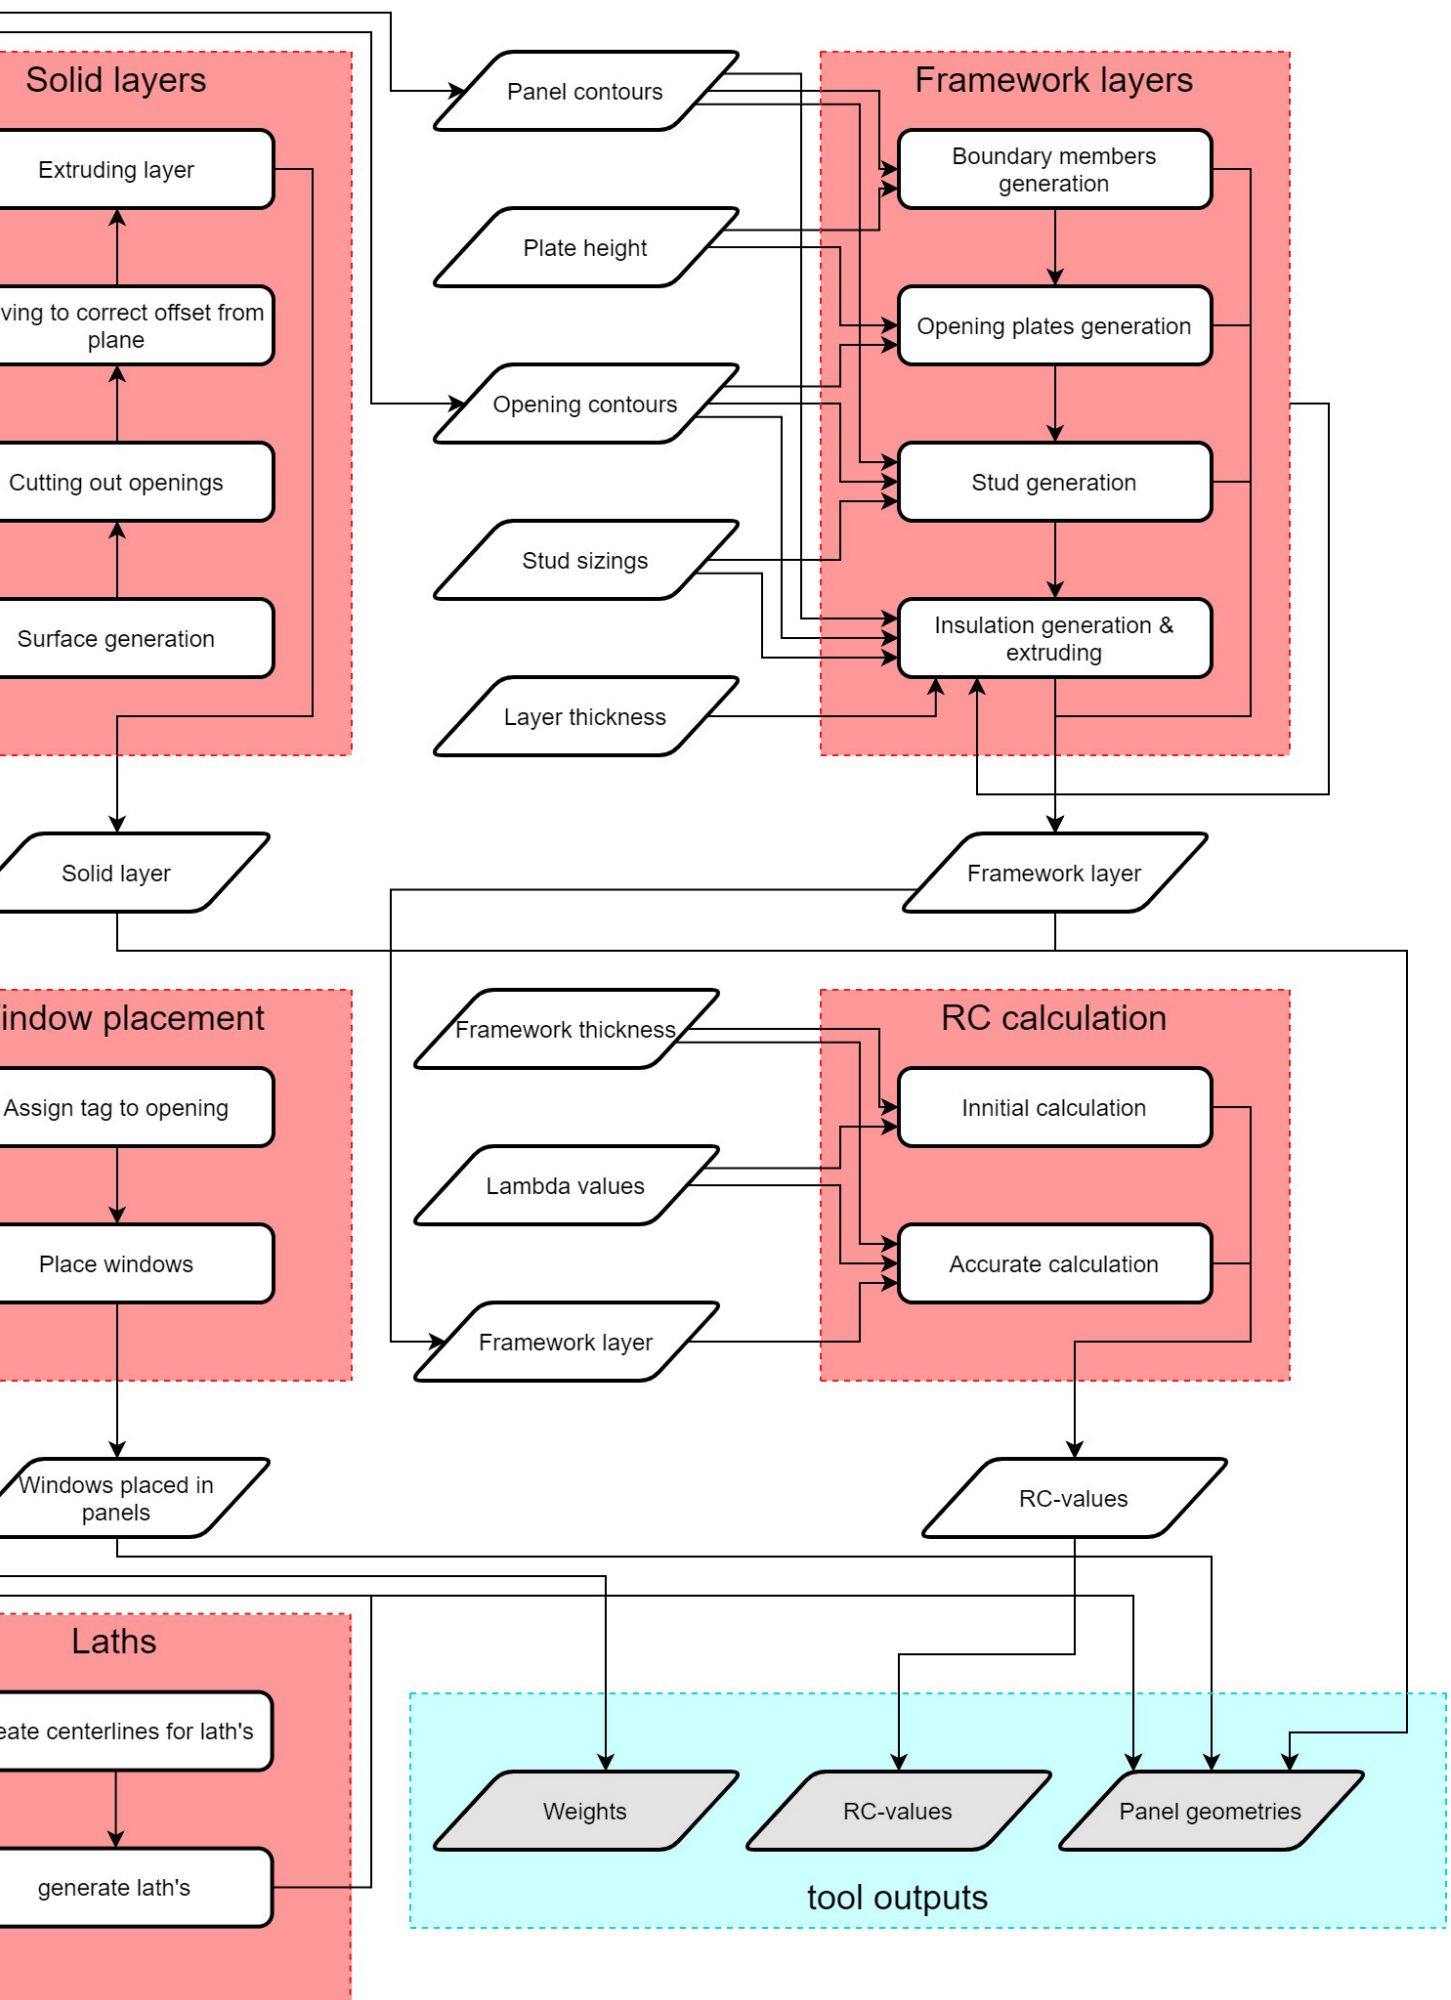 Solid layers
Extruding layer
ving to correct offset from
plane
Cutting out openings
Surface generation
Solid layer
Panel contours
Plate height
Opening contours
Stud sizings
Layer thickness
Framework layers
Boundary members
generation
Opening plates generation
Stud generation
Insulation generation &
extruding
Framework layer
indow placement
Assign tag to opening
Place windows
Windows placed in
panels
Framework thickness
Lambda values
Framework layer
RC calculation
Innitial calculation
Accurate calculation
RC-values
Laths
eate centerlines for lath's
generate lath's
Weights
RC-values
Panel geometries
tool outputs